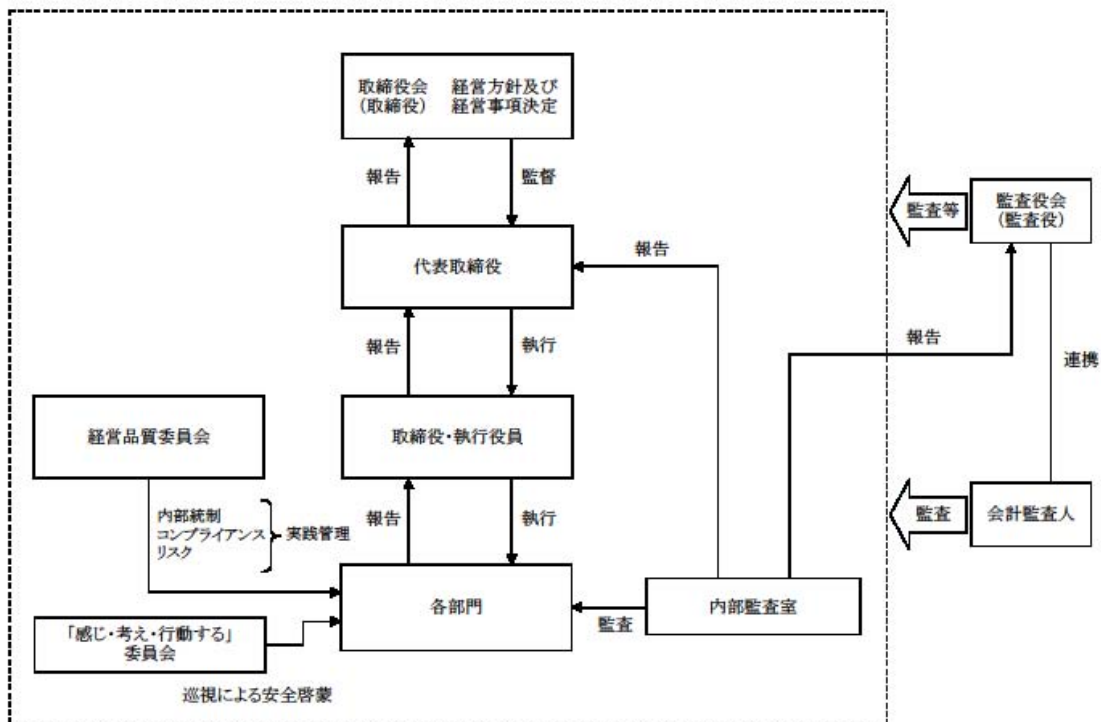 取締役会 経営方針及び
(取締役) 経営事項決定
報告
監督
監査等
監査役会
(監査役)
代表取締役
報告
報告
執行
報告
連携
経営品質委員会
取締役・執行役員
内部統制
コンプライアンス
リスク
実践管理
報告
執行
監査
会計監査人
各部門
監査
内部監査室
「感じ・考え・行動する」
委員会
巡視による安全啓蒙